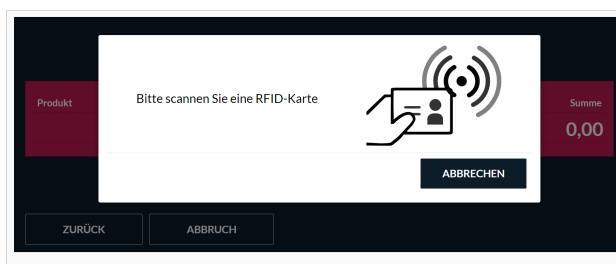 Bitte scannen Sie eine RFID-Karte
Produkt
Summe
0,00
ABBRECHEN
ZURÜCK
ABBRUCH